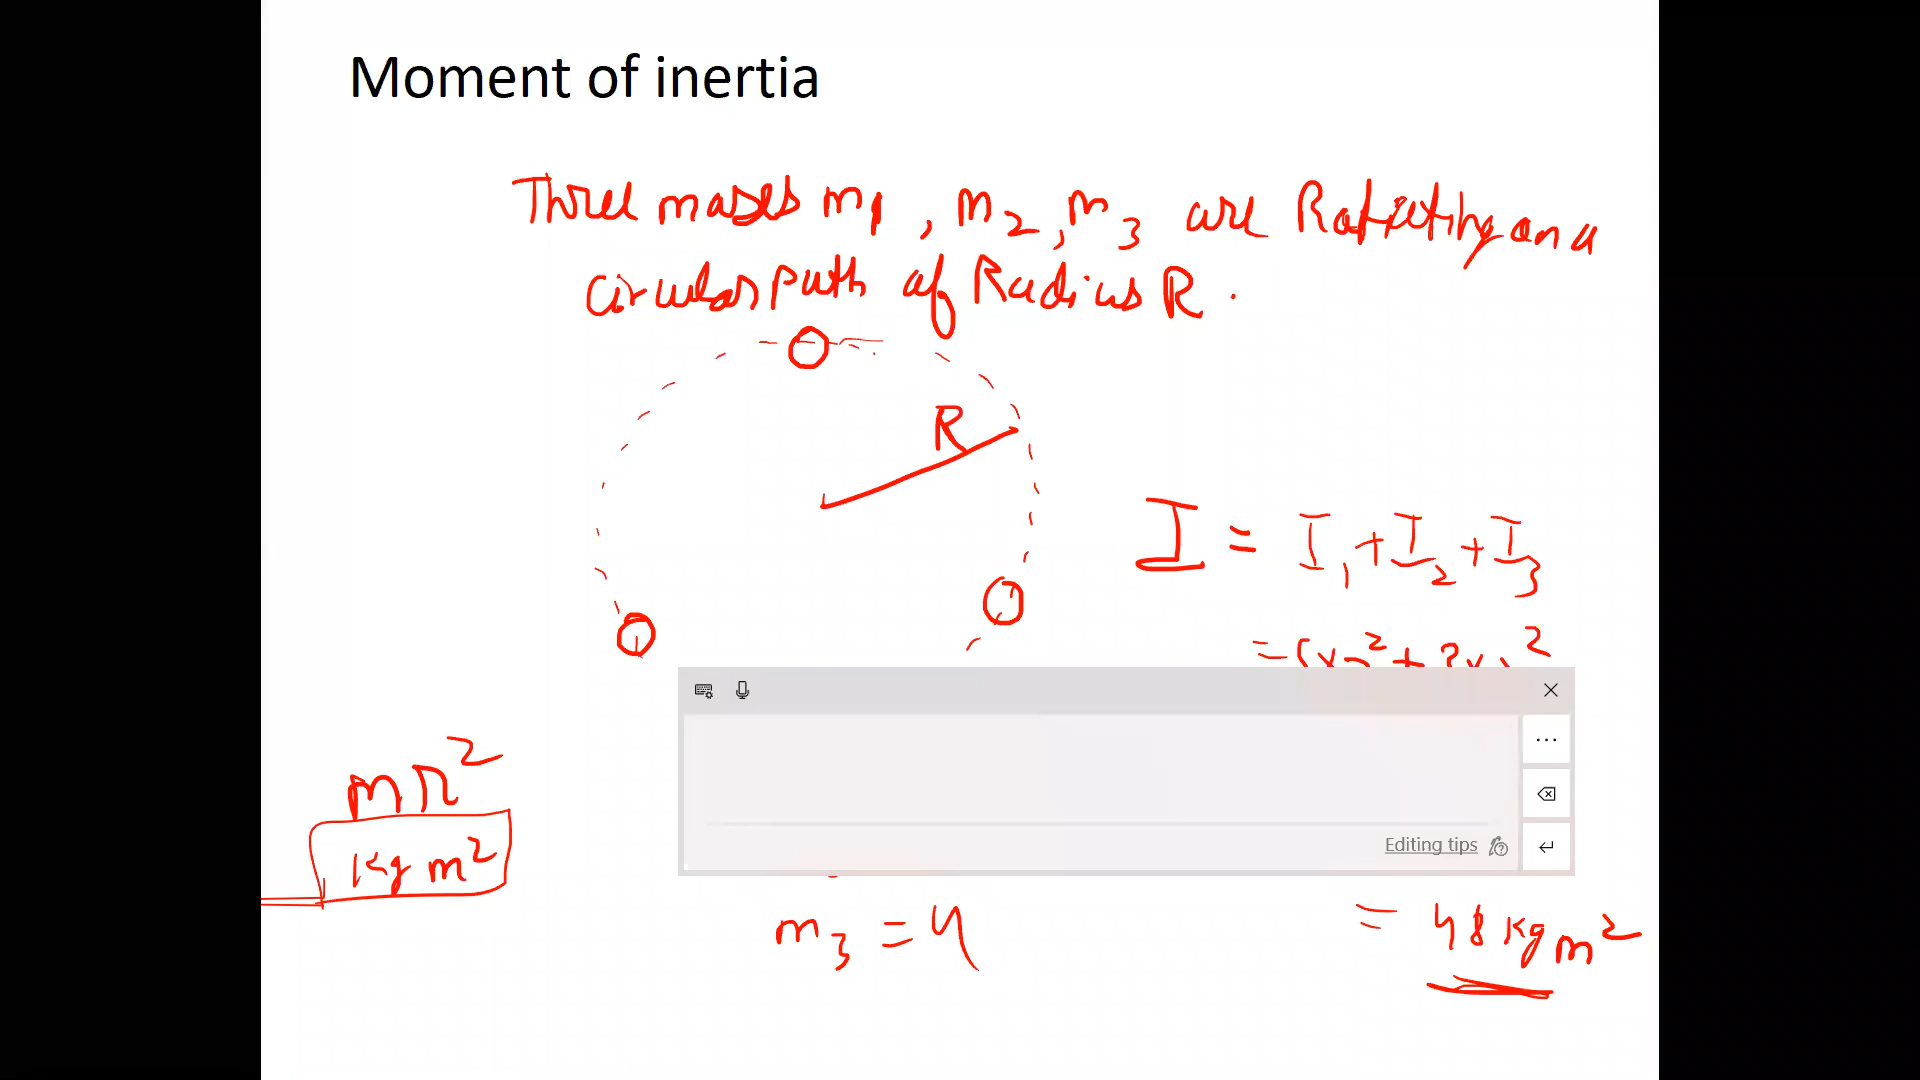 Moment of inertia
Three masses m1, m2, m3 are Rotating on a
circular path of Radius R.
R
I = I1 + I2 + I3
mr²
Kg m²
Editing tips
m3 = 4
= 48 kg m²